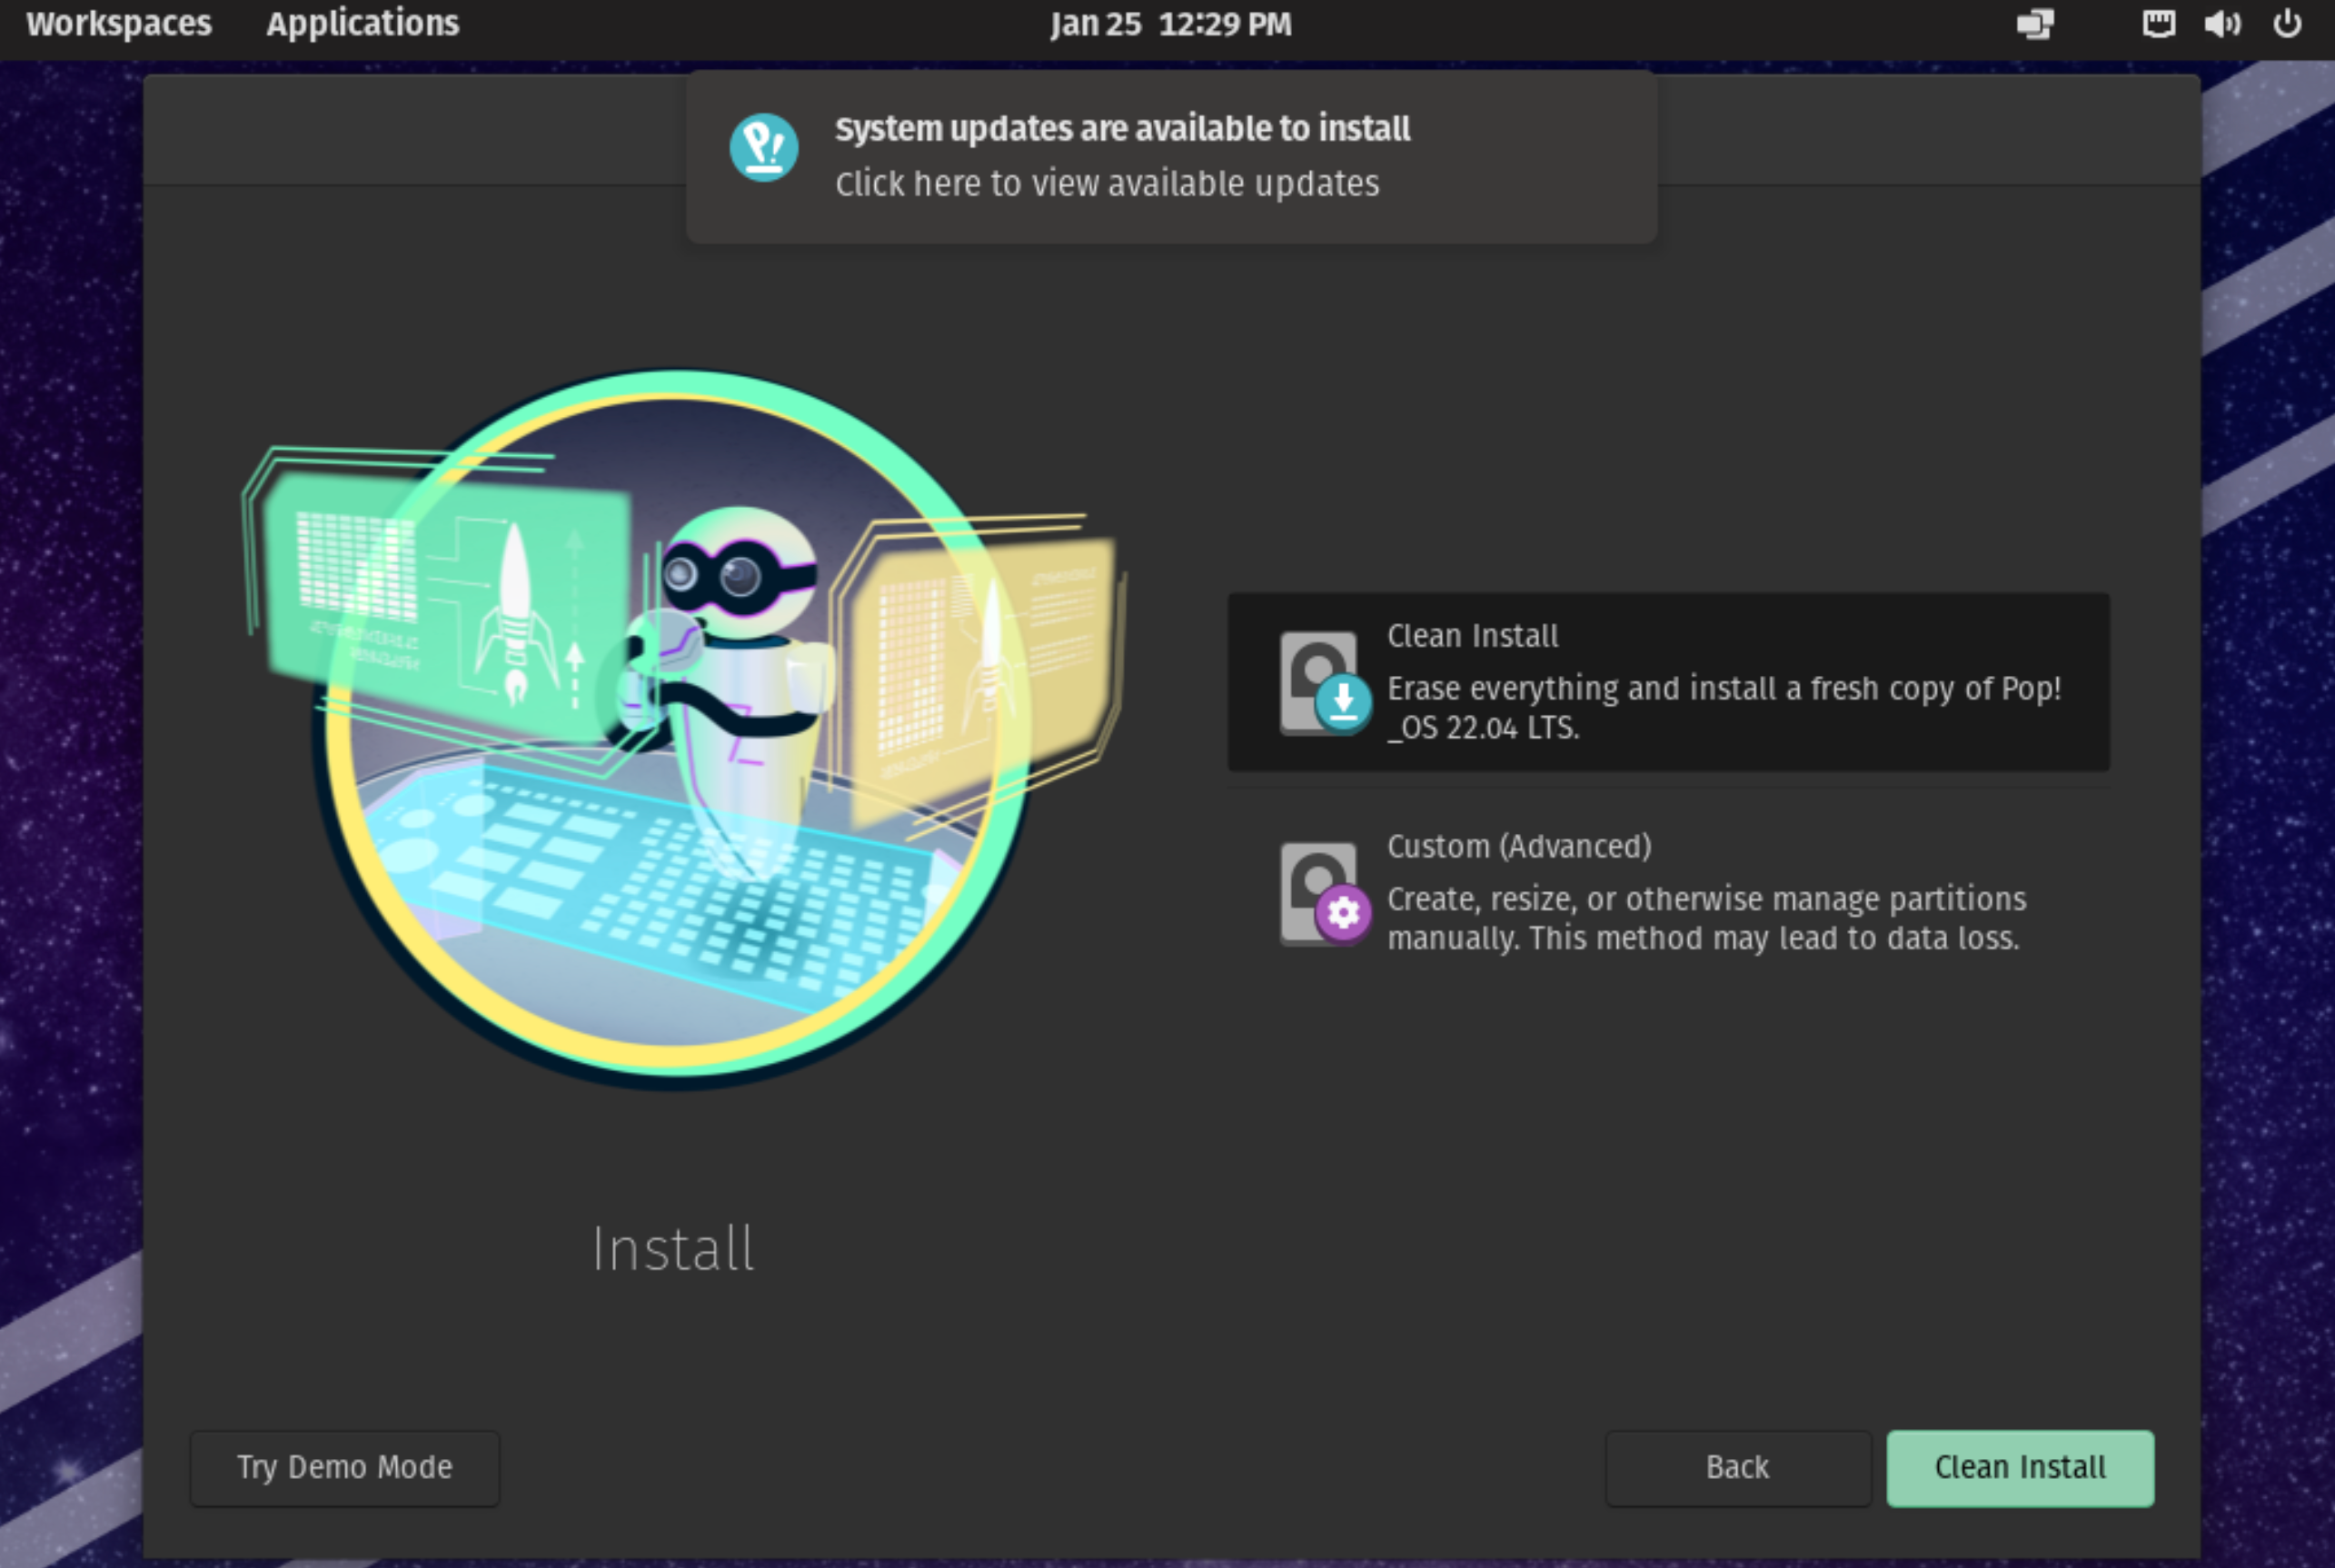 Workspaces Applications Jan 25 12:29 PM
System updates are available to install
Click here to view available updates
Clean Install
Erase everything and install a fresh copy of Pop!
_OS 22.04 LTS.
Custom (Advanced)
Create, resize, or otherwise manage partitions
manually. This method may lead to data loss.
Install
Try Demo Mode
Back
Clean Install